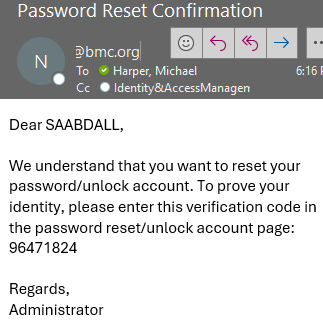 Password Reset Confirmation
N
@bmc.org
To Harper, Michael
6:16
Cc Identity&AccessManagen
Dear SAABDALL,
We understand that you want to reset your
password/unlock account. To prove your
identity, please enter this verification code in
the password reset/unlock account page:
96471824
Regards,
Administrator